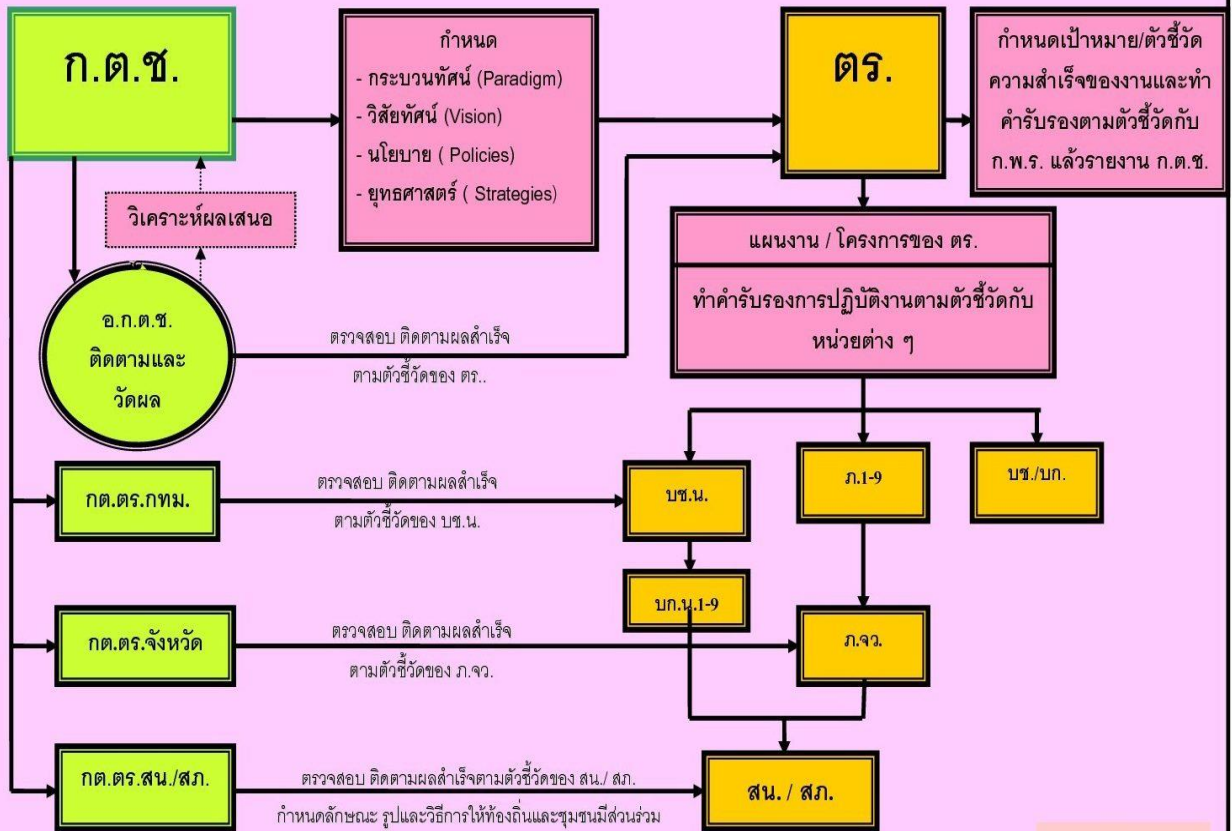 ก.ต.ช.
กำหนด
- กระบวนทัศน์ (Paradigm)
- วิสัยทัศน์ (Vision)
- นโยบาย ( Policies)
- ยุทธศาสตร์ ( Strategies)
ตร.
กำหนดเป้าหมาย/ตัวชี้วัด
ความสำเร็จของงานและทำ
คำรับรองตามตัวชี้วัดกับ
ก.พ.ร. แล้วรายงาน ก.ต.ช.
วิเคราะห์ผลเสนอ
แผนงาน / โครงการของ ตร.
ทำคำรับรองการปฏิบัติงานตามตัวชี้วัดกับ
หน่วยต่าง ๆ
อ.ก.ต.ช.
ติดตามและ
วัดผล
ตรวจสอบ ติดตามผลสำเร็จ
ตามตัวชี้วัดของ ตร..
กต.ตร.กทม.
ตรวจสอบ ติดตามผลสำเร็จ
ตามตัวชี้วัดของ บช.น.
บช.น.
ภ.1-9
บช./บก.
บก.น.1-9
กต.ตร.จังหวัด
ตรวจสอบ ติดตามผลสำเร็จ
ตามตัวชี้วัดของ ภ.จว.
ภ.จว.
กต.ตร.สน./สภ.
ตรวจสอบ ติดตามผลสำเร็จตามตัวชี้วัดของ สน./ สภ.
กำหนดลักษณะ รูปและวิธีการให้ท้องถิ่นและชุมชนมีส่วนร่วม
สน. / สภ.